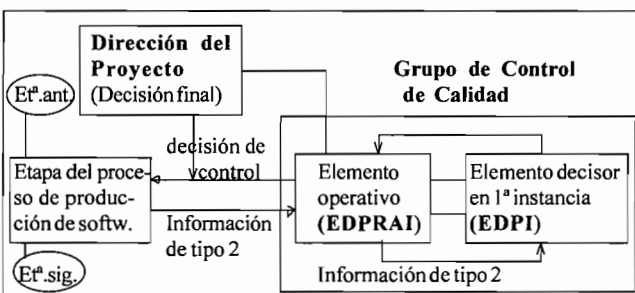 Dirección del
Proyecto
(Decisión final)
Grupo de Control
de Calidad
Etª.ant.
decisión de
control
Etapa del proce-
so de produc-
ción de softw.
Información
de tipo 2
Elemento
operativo
(EDPRAI)
Elemento decisor
en 1ª instancia
(EDPI)
Etª.sig.
Información de tipo 2